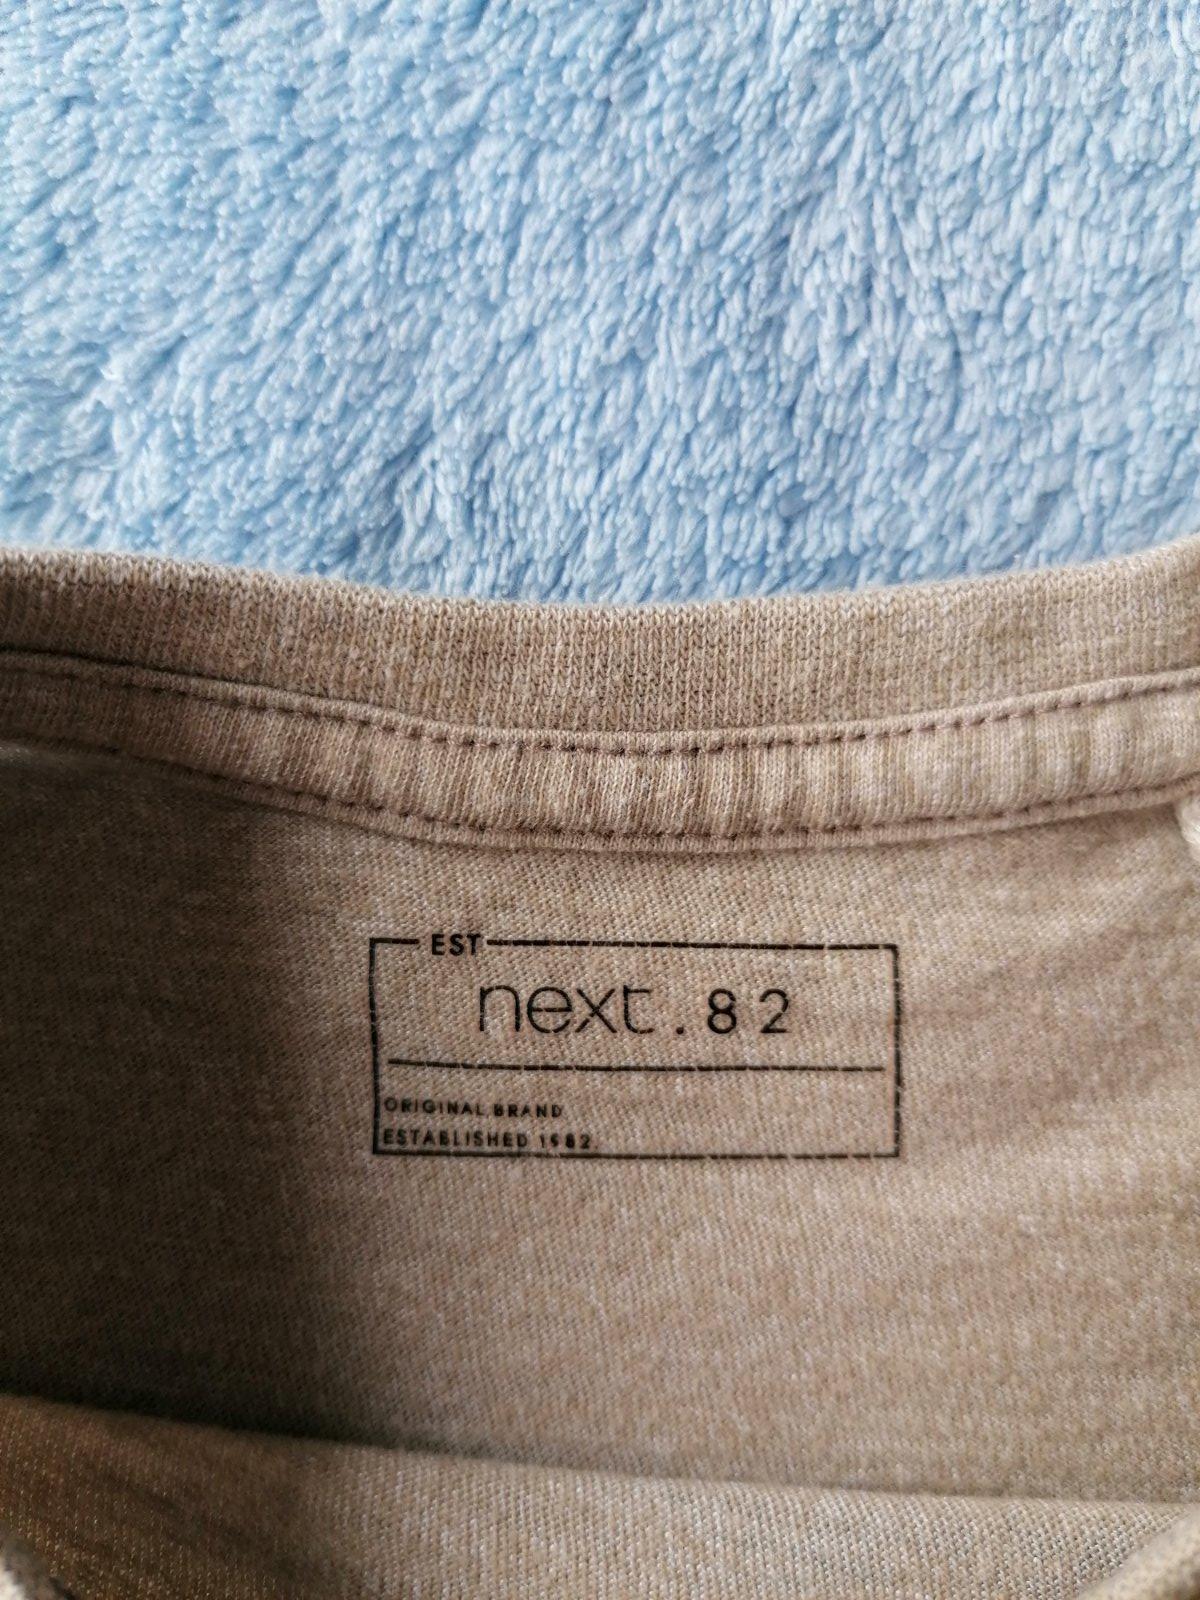 EST
next.82
ORIGINAL BRAND
ESTABLISHED 1982.